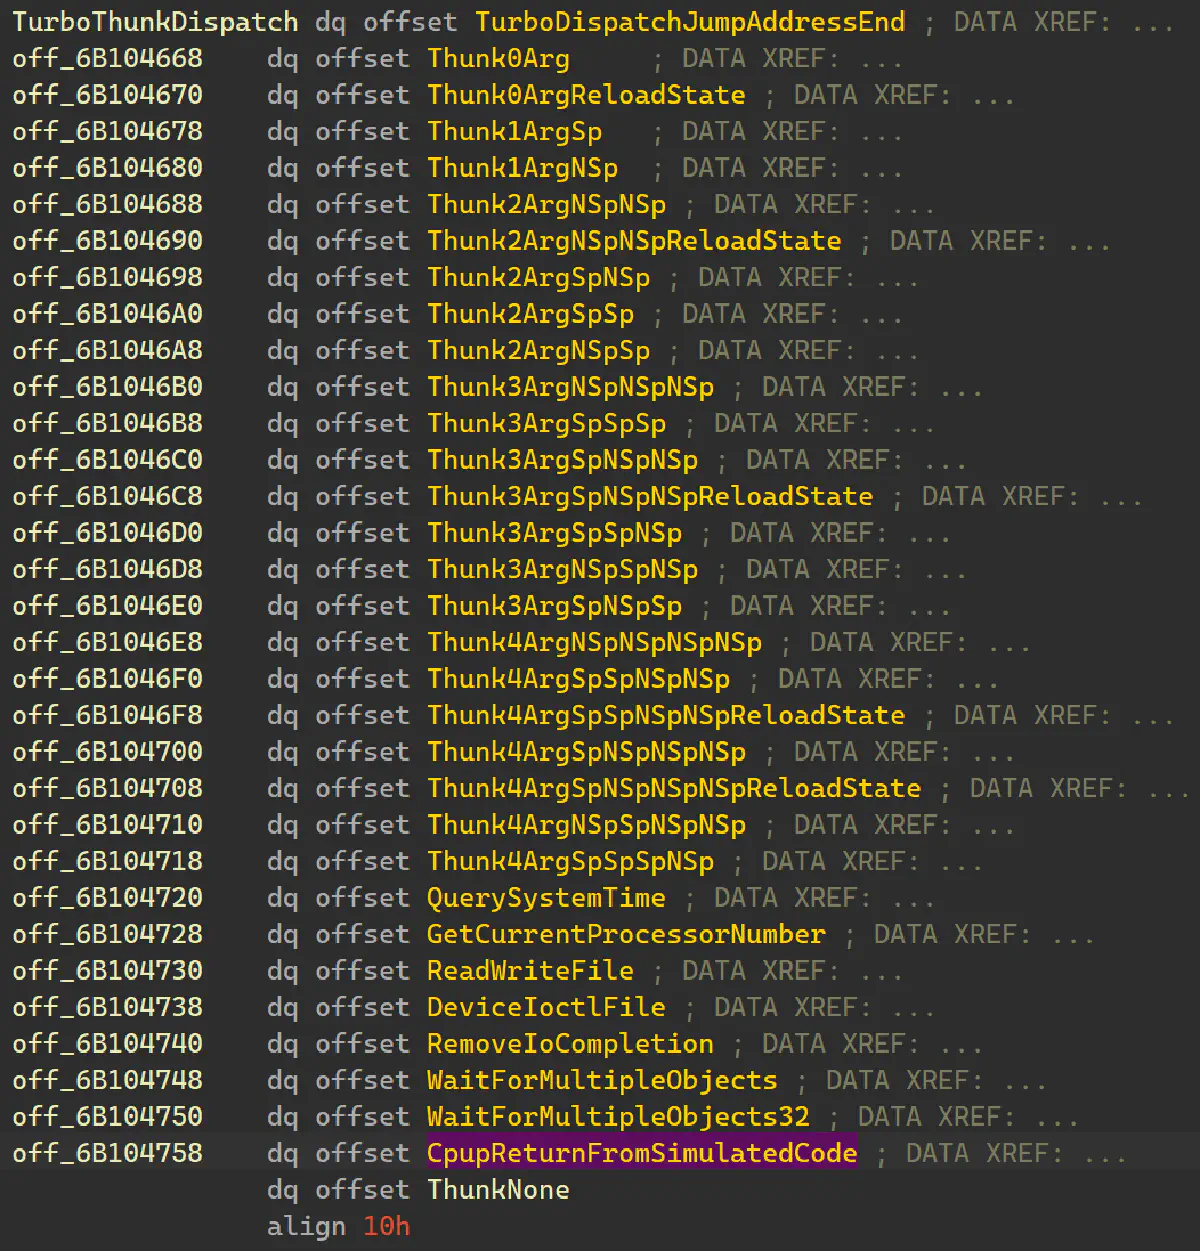 TurboThunkDispatch dq offset TurboDispatchJumpAddressEnd ; DATA XREF: ...
off_6B104668 dq offset Thunk0Arg ; DATA XREF: ...
off_6B104670 dq offset Thunk0ArgReloadState ; DATA XREF: ...
off_6B104678 dq offset Thunk1ArgSp ; DATA XREF: ...
off_6B104680 dq offset Thunk1ArgNSp ; DATA XREF: ...
off_6B104688 dq offset Thunk2ArgNSpNSp ; DATA XREF: ...
off_6B104690 dq offset Thunk2ArgNSpNSpReloadState ; DATA XREF: ...
off_6B104698 dq offset Thunk2ArgSpNSp ; DATA XREF: ...
off_6B1046A0 dq offset Thunk2ArgSpSp ; DATA XREF: ...
off_6B1046A8 dq offset Thunk2ArgNSpSp ; DATA XREF: ...
off_6B1046B0 dq offset Thunk3ArgNSpNSpNSp ; DATA XREF: ...
off_6B1046B8 dq offset Thunk3ArgSpSpSp ; DATA XREF: ...
off_6B1046C0 dq offset Thunk3ArgSpNSpNSp ; DATA XREF: ...
off_6B1046C8 dq offset Thunk3ArgSpNSpNSpReloadState ; DATA XREF: ...
off_6B1046D0 dq offset Thunk3ArgSpSpNSp ; DATA XREF: ...
off_6B1046D8 dq offset Thunk3ArgNSpSpNSp ; DATA XREF: ...
off_6B1046E0 dq offset Thunk3ArgSpNSpSp ; DATA XREF: ...
off_6B1046E8 dq offset Thunk4ArgNSpNSpNSpNSp ; DATA XREF: ...
off_6B1046F0 dq offset Thunk4ArgSpSpNSpNSp ; DATA XREF: ...
off_6B1046F8 dq offset Thunk4ArgSpSpNSpNSpReloadState ; DATA XREF: ...
off_6B104700 dq offset Thunk4ArgSpNSpNSpNSp ; DATA XREF: ...
off_6B104708 dq offset Thunk4ArgSpNSpNSpNSpReloadState ; DATA XREF: ...
off_6B104710 dq offset Thunk4ArgNSpSpNSpNSp ; DATA XREF: ...
off_6B104718 dq offset Thunk4ArgSpSpSpNSp ; DATA XREF: ...
off_6B104720 dq offset QuerySystemTime ; DATA XREF: ...
off_6B104728 dq offset GetCurrentProcessorNumber ; DATA XREF: ...
off_6B104730 dq offset ReadWriteFile ; DATA XREF: ...
off_6B104738 dq offset DeviceIoctlFile ; DATA XREF: ...
off_6B104740 dq offset RemoveIoCompletion ; DATA XREF: ...
off_6B104748 dq offset WaitForMultipleObjects ; DATA XREF: ...
off_6B104750 dq offset WaitForMultipleObjects32 ; DATA XREF: ...
off_6B104758 dq offset CpupReturnFromSimulatedCode ; DATA XREF: ...
dq offset ThunkNone
align 10h